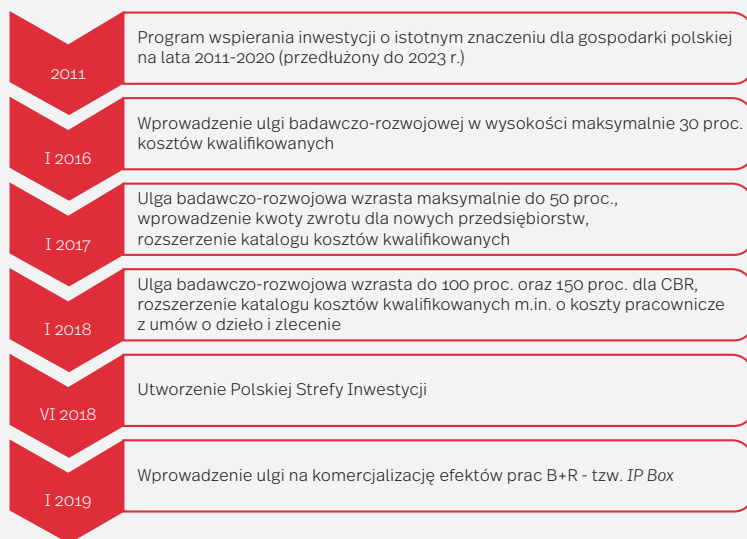 2011
Program wspierania inwestycji o istotnym znaczeniu dla gospodarki polskiej
na lata 2011-2020 (przedłużony do 2023 r.)
I 2016
Wprowadzenie ulgi badawczo-rozwojowej w wysokości maksymalnie 30 proc.
kosztów kwalifikowanych
I 2017
Ulga badawczo-rozwojowa wzrasta maksymalnie do 50 proc.,
wprowadzenie kwoty zwrotu dla nowych przedsiębiorstw,
rozszerzenie katalogu kosztów kwalifikowanych
I 2018
Ulga badawczo-rozwojowa wzrasta do 100 proc. oraz 150 proc. dla CBR,
rozszerzenie katalogu kosztów kwalifikowanych m.in. o koszty pracownicze
z umów o dzieło i zlecenie
VI 2018
Utworzenie Polskiej Strefy Inwestycji
I 2019
Wprowadzenie ulgi na komercjalizację efektów prac B+R - tzw. IP Box